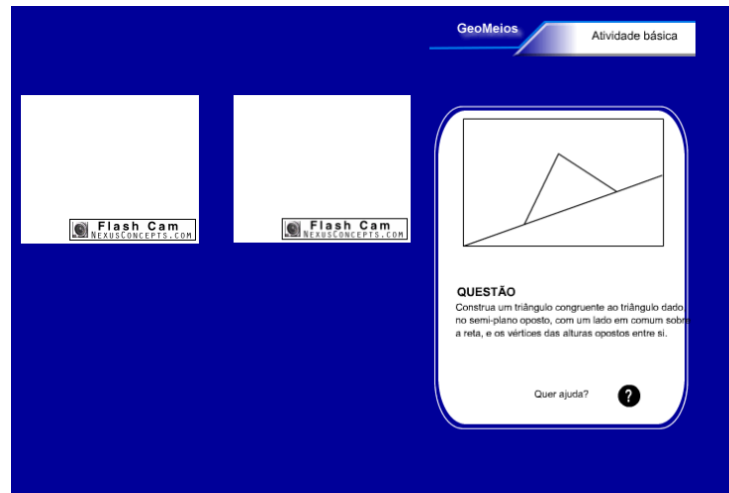 GeoMeios
Atividade básica
Flash Cam
NexusConcepts.com
Flash Cam
NexusConcepts.com
QUESTÃO
Construa um triângulo congruente ao triângulo dado,
no semi-plano oposto, com um lado em comum sobre
a reta, e os vértices das alturas opostos entre si.
Quer ajuda?
?